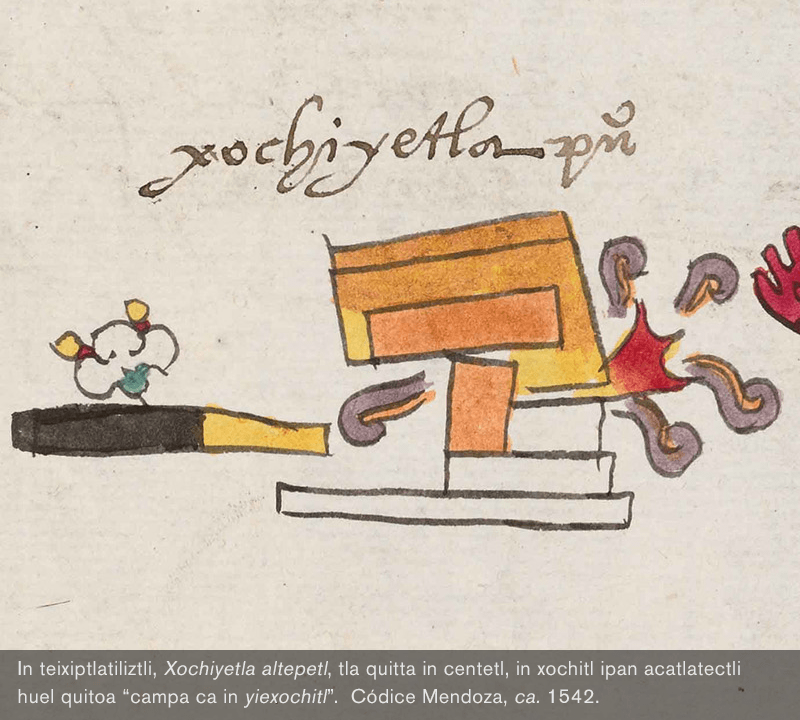 xochiyetla pũo
In teixiptlatiliztli, Xochiyetla altepetl, tla quitta in centetl, in xochitl ipan acatlatectli
huel quitoa “campa ca in yiexochitl”. Códice Mendoza, ca. 1542.